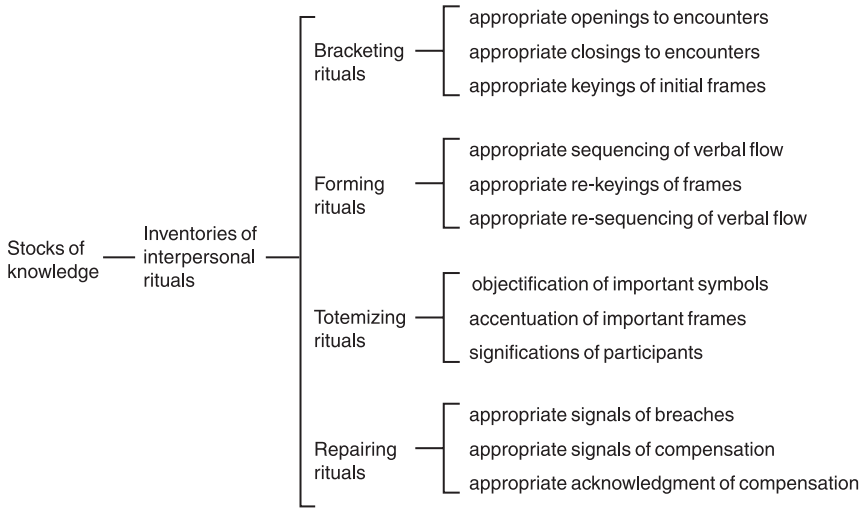 Stocks of
knowledge
Inventories of
interpersonal
rituals
Bracketing
rituals
appropriate openings to encounters
appropriate closings to encounters
appropriate keyings of initial frames
Forming
rituals
appropriate sequencing of verbal flow
appropriate re-keyings of frames
appropriate re-sequencing of verbal flow
Totemizing
rituals
objectification of important symbols
accentuation of important frames
significations of participants
Repairing
rituals
appropriate signals of breaches
appropriate signals of compensation
appropriate acknowledgment of compensation